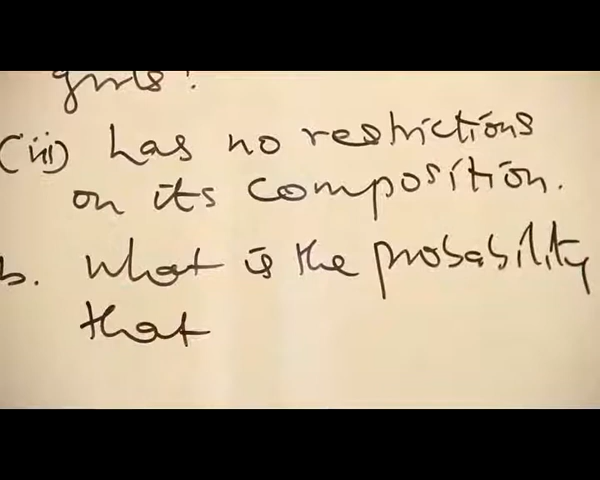 girls.
(iii) has no restrictions
on its composition.
b. What is the probability
that